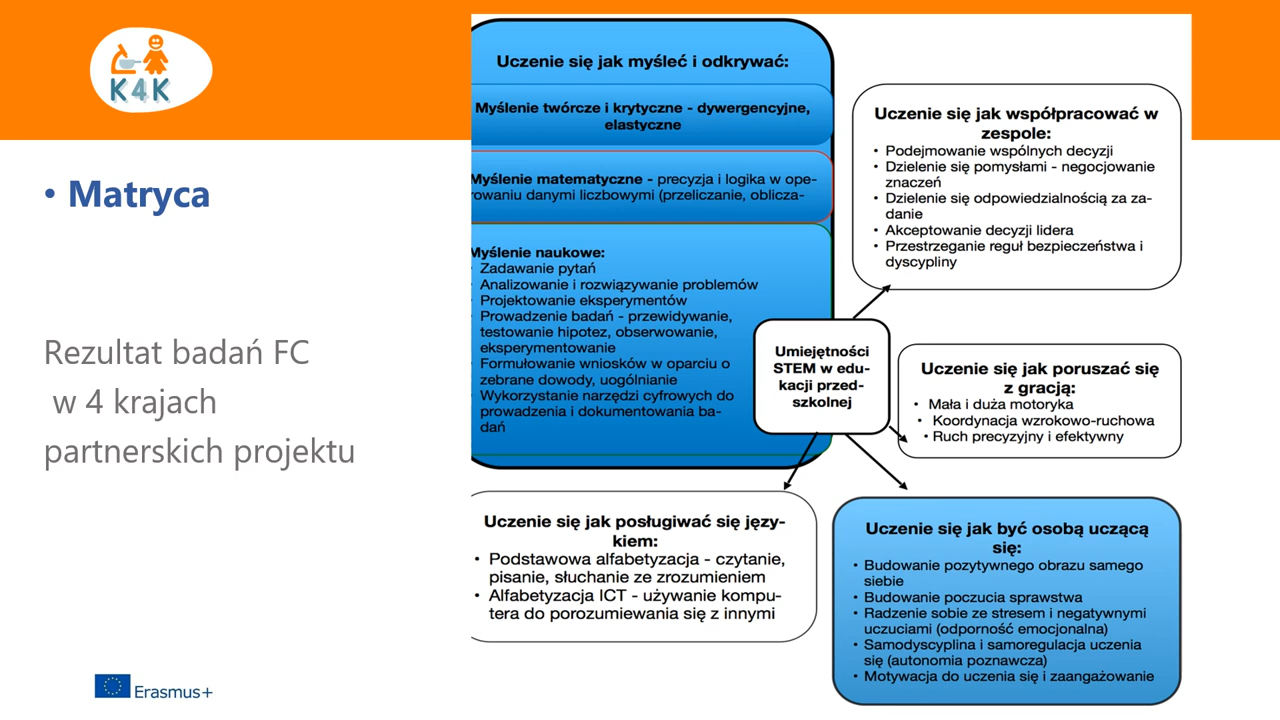 K4K
• Matryca
Rezultat badań FC
w 4 krajach
partnerskich projektu
Erasmus+
Uczenie się jak myśleć i odkrywać:
Myślenie twórcze i krytyczne - dywergencyjne,
elastyczne
Myślenie matematyczne - precyzja i logika w ope-
rowaniu danymi liczbowymi (przeliczanie, oblicza-
Myślenie naukowe:
- Zadawanie pytań
- Analizowanie i rozwiązywanie problemów
- Projektowanie eksperymentów
- Prowadzenie badań - przewidywanie,
testowanie hipotez, obserwowanie,
eksperymentowanie
- Formułowanie wniosków w oparciu o
zebrane dowody, uogólnianie
- Wykorzystanie narzędzi cyfrowych do
prowadzenia i dokumentowania ba-
dań
Uczenie się jak współpracować w
zespole:
• Podejmowanie wspólnych decyzji
• Dzielenie się pomysłami - negocjowanie
znaczeń
• Dzielenie się odpowiedzialnością za za-
danie
• Akceptowanie decyzji lidera
• Przestrzeganie reguł bezpieczeństwa i
dyscypliny
Umiejętności
STEM w edu-
kacji przed-
szkolnej
Uczenie się jak poruszać się
z gracją:
• Mała i duża motoryka
• Koordynacja wzrokowo-ruchowa
• Ruch precyzyjny i efektywny
Uczenie się jak posługiwać się języ-
kiem:
• Podstawowa alfabetyzacja - czytanie,
pisanie, słuchanie ze zrozumieniem
• Alfabetyzacja ICT - używanie kompu-
tera do porozumiewania się z innymi
Uczenie się jak być osobą uczącą
się:
• Budowanie pozytywnego obrazu samego
siebie
• Budowanie poczucia sprawstwa
• Radzenie sobie ze stresem i negatywnymi
uczuciami (odporność emocjonalna)
• Samodyscyplina i samoregulacja uczenia
się (autonomia poznawcza)
• Motywacja do uczenia się i zaangażowanie